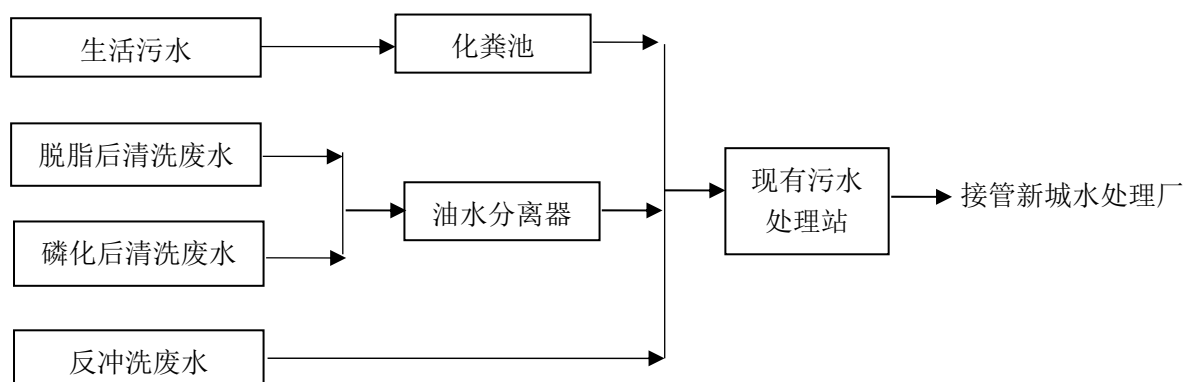 生活污水
化粪池
脱脂后清洗废水
磷化后清洗废水
油水分离器
现有污水
处理站
接管新城水处理厂
反冲洗废水